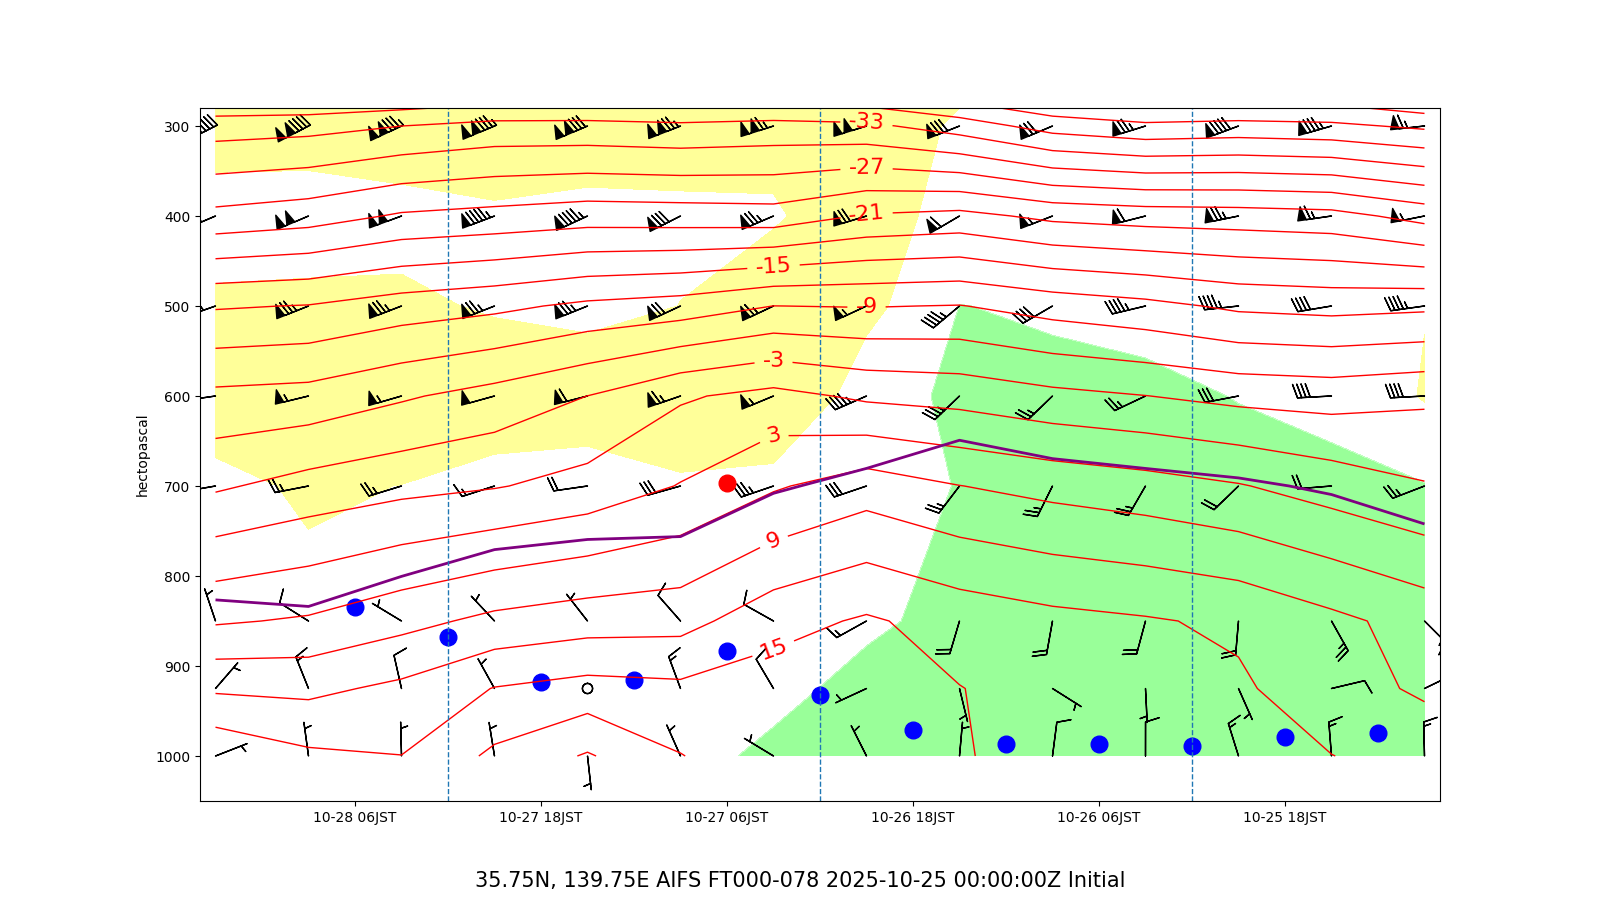 300
400
500
600
700
800
900
1000
hectopascal
-33
-27
-21
-15
-9
-3
3
9
15
10-28 06JST
10-27 18JST
10-27 06JST
10-26 18JST
10-26 06JST
10-25 18JST
35.75N, 139.75E AIFS FT000-078 2025-10-25 00:00:00Z Initial